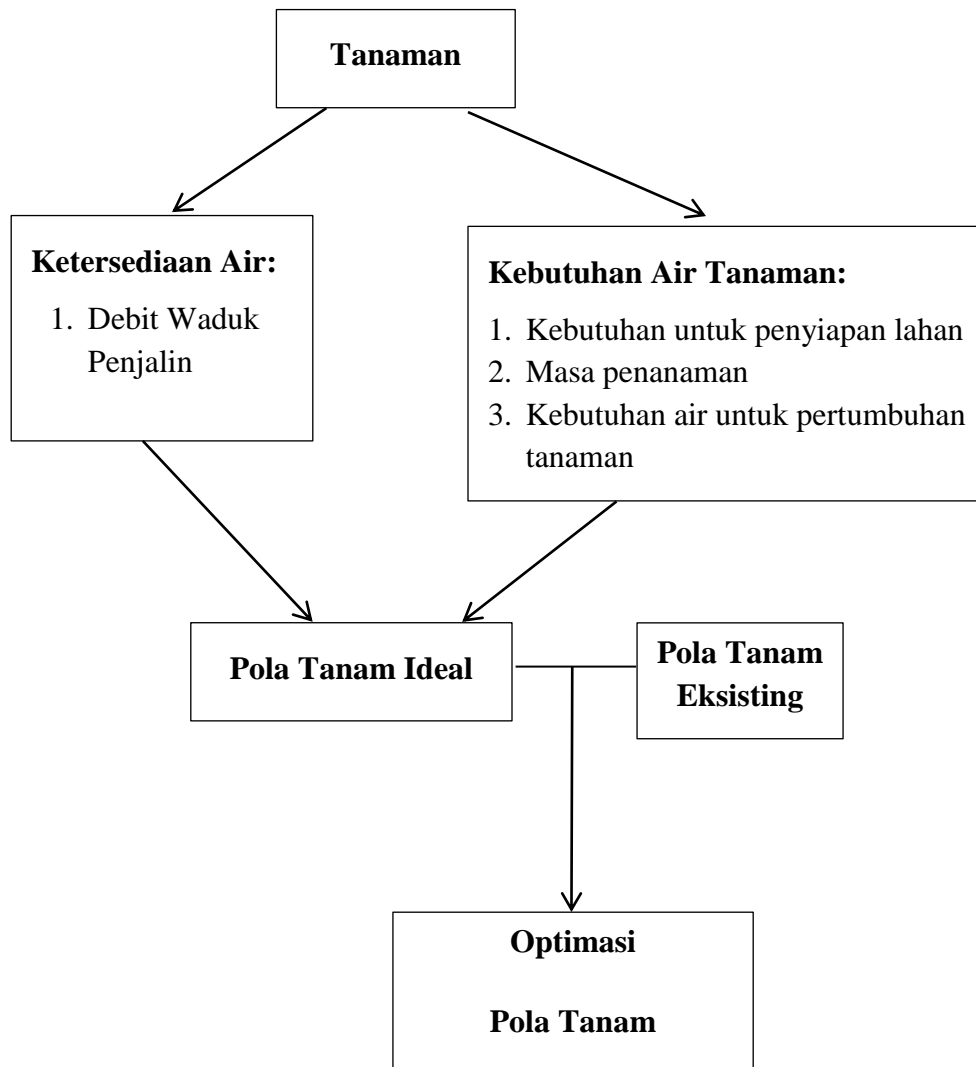 Tanaman
Ketersediaan Air:
1. Debit Waduk
Penjalin
Kebutuhan Air Tanaman:
1. Kebutuhan untuk penyiapan lahan
2. Masa penanaman
3. Kebutuhan air untuk pertumbuhan
tanaman
Pola Tanam Ideal
Pola Tanam
Eksisting
Optimasi
Pola Tanam